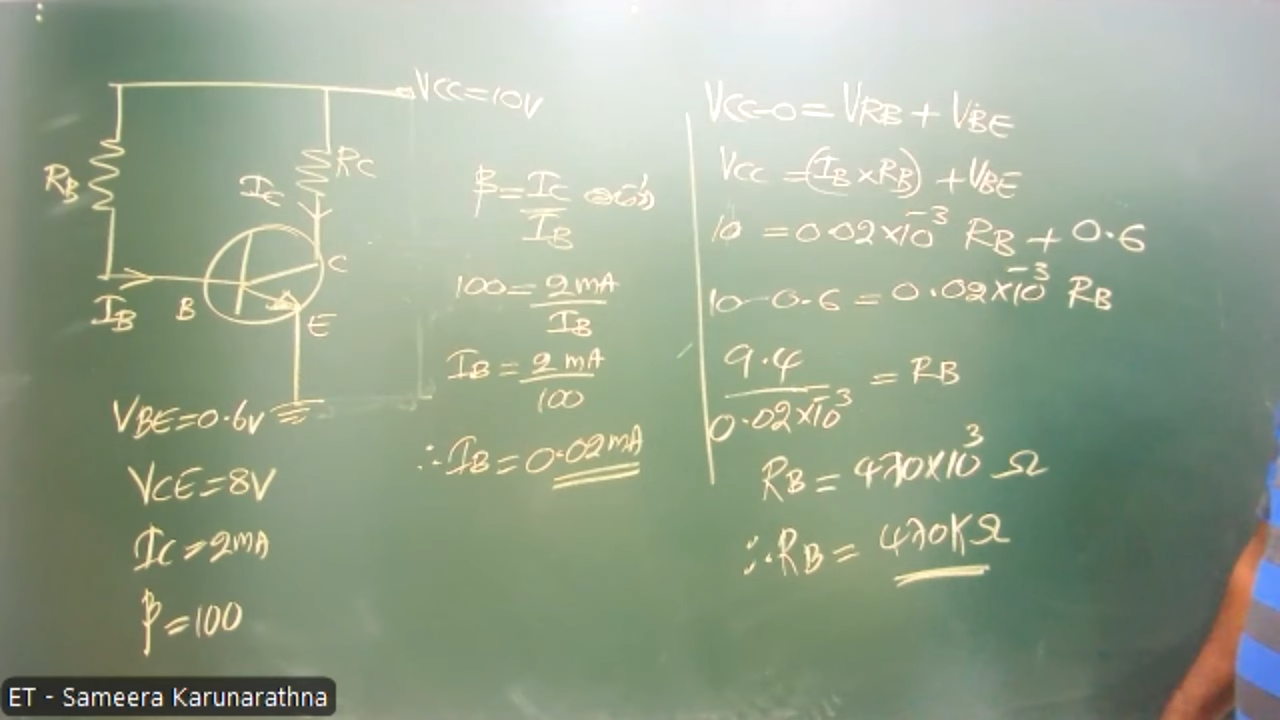 VCC=10V
RB
RC
IC
C
IB
B
E
VBE=0.6V
VCE=8V
IC=2mA
β=100
β=IC/IB
100=2mA/IB
IB=2mA/100
∴IB=0.02mA
VCC-0=VRB+VBE
VCC=(IB×RB)+VBE
10=0.02×10⁻³ RB+0.6
10-0.6=0.02×10⁻³ RB
9.4/0.02×10⁻³=RB
RB=470×10³ Ω
∴RB=470KΩ
ET - Sameera Karunarathna